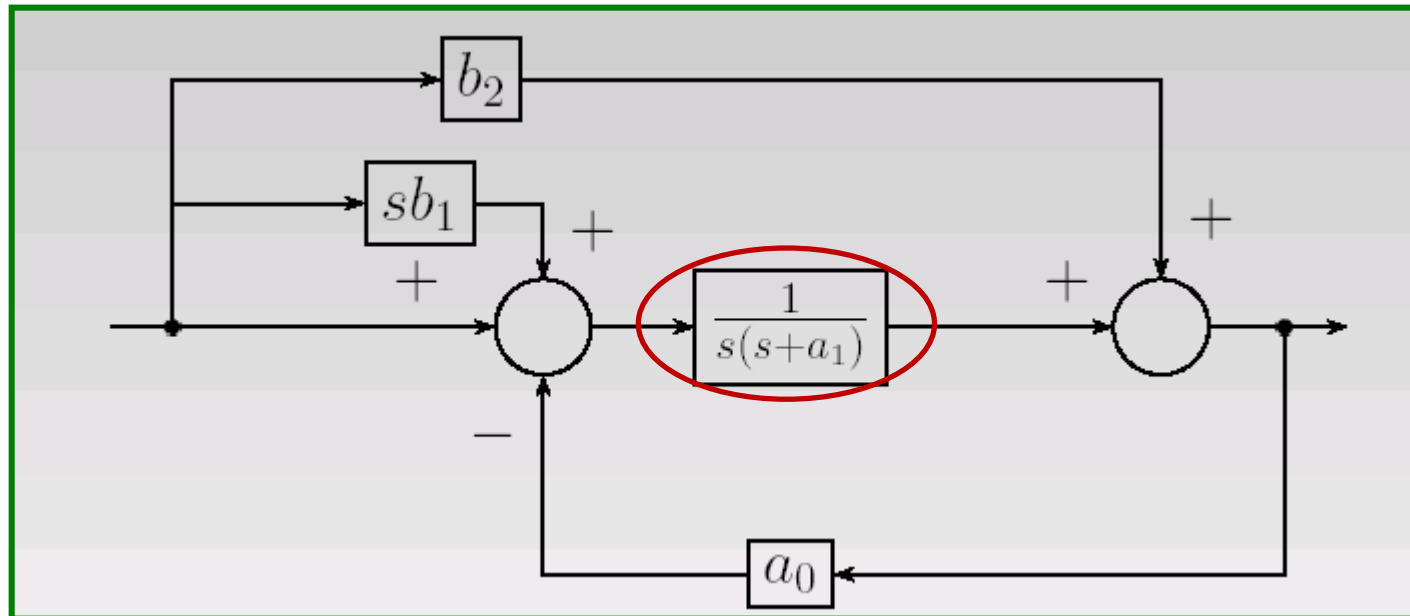 b₂
sb₁
+
+
+
+
1
s(s+a₁)
−
a₀